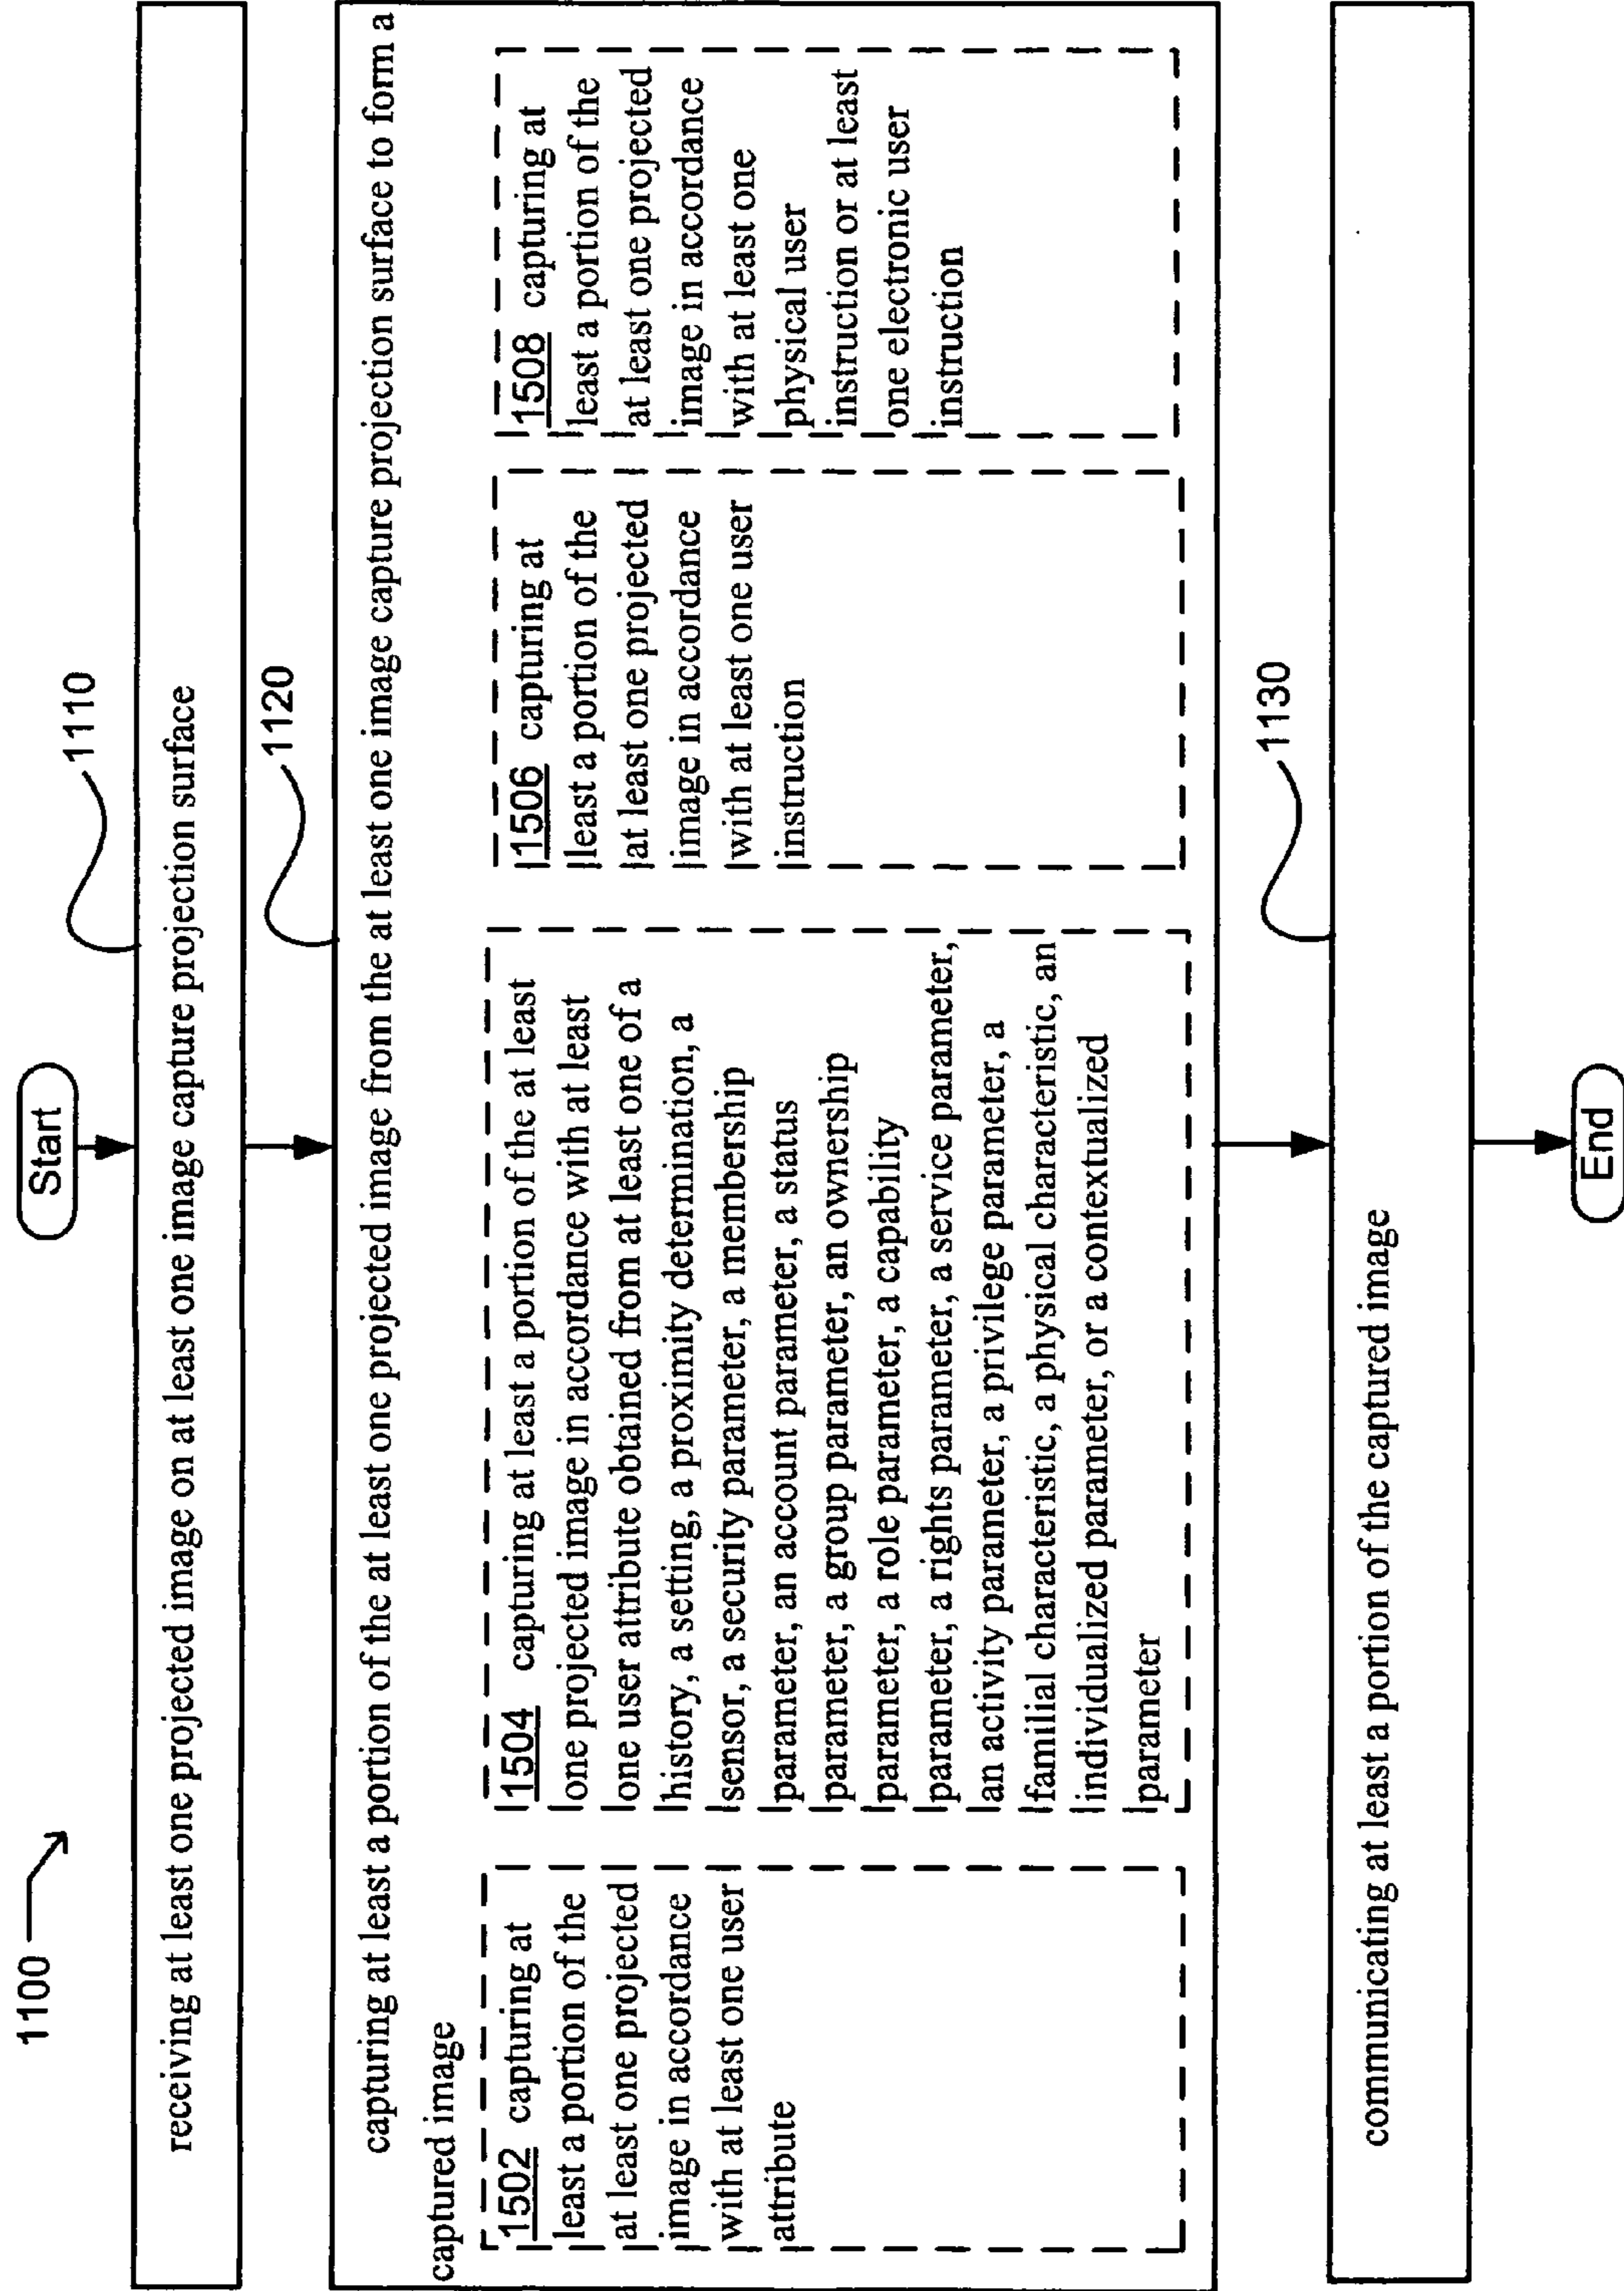 1100
Start
1110
receiving at least one projected image on at least one image capture projection surface
1120
capturing at least a portion of the at least one projected image from the at least one image capture projection surface to form a
captured image
1502 capturing at
least a portion of the
at least one projected
image in accordance
with at least one user
attribute
1504 capturing at least a portion of the at least
one projected image in accordance with at least
one user attribute obtained from at least one of a
history, a setting, a proximity determination, a
sensor, a security parameter, a membership
parameter, an account parameter, a status
parameter, a group parameter, an ownership
parameter, a role parameter, a capability
parameter, a rights parameter, a service parameter,
an activity parameter, a privilege parameter, a
familial characteristic, a physical characteristic, an
individualized parameter, or a contextualized
parameter
1506 capturing at
least a portion of the
at least one projected
image in accordance
with at least one user
instruction
1508 capturing at
least a portion of the
at least one projected
image in accordance
with at least one
physical user
instruction or at least
one electronic user
instruction
1130
communicating at least a portion of the captured image
End